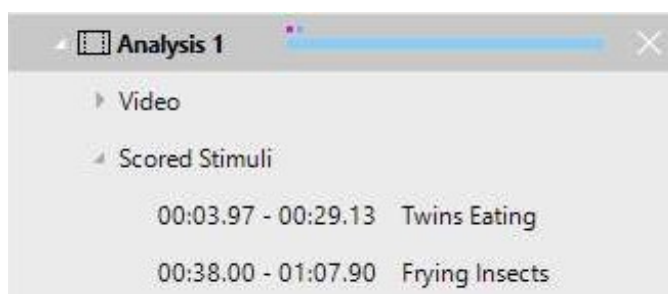 Analysis 1
Video
Scored Stimuli
00:03.97 - 00:29.13 Twins Eating
00:38.00 - 01:07.90 Frying Insects